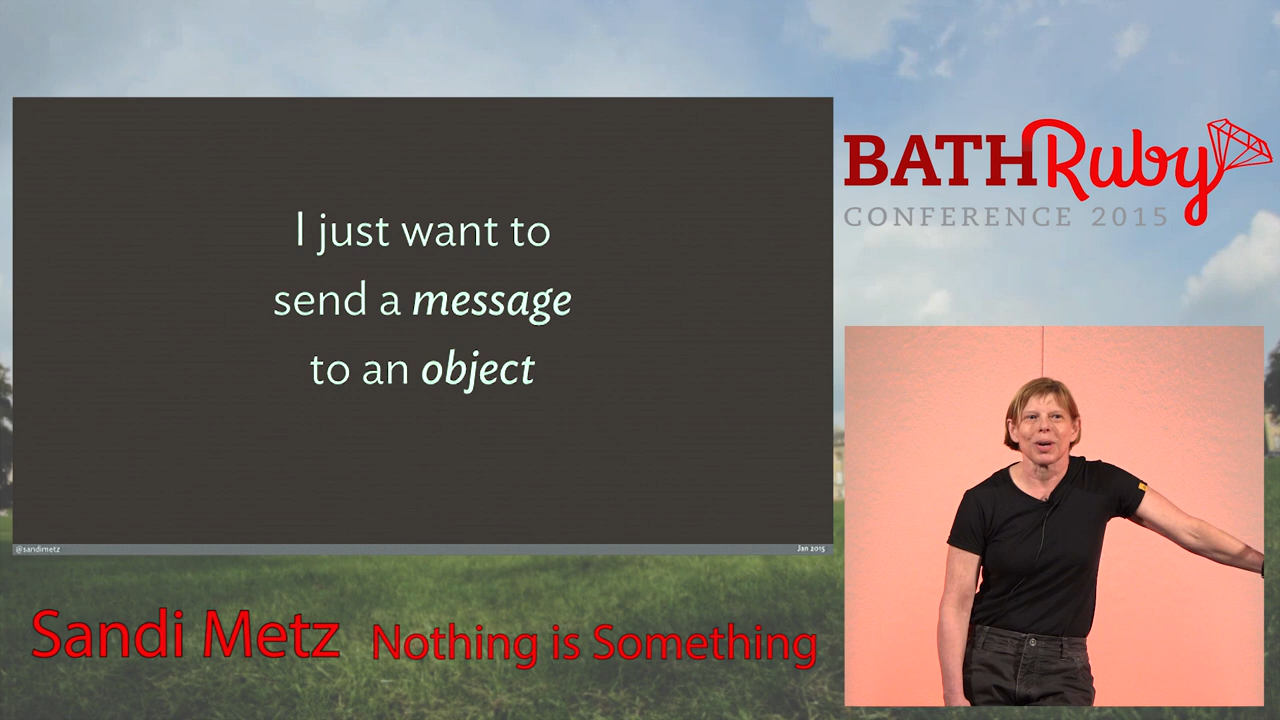 I just want to
send a message
to an object
@sandimetz
Jan 2015
BATHRuby
CONFERENCE 2015
Sandi Metz
Nothing is Something